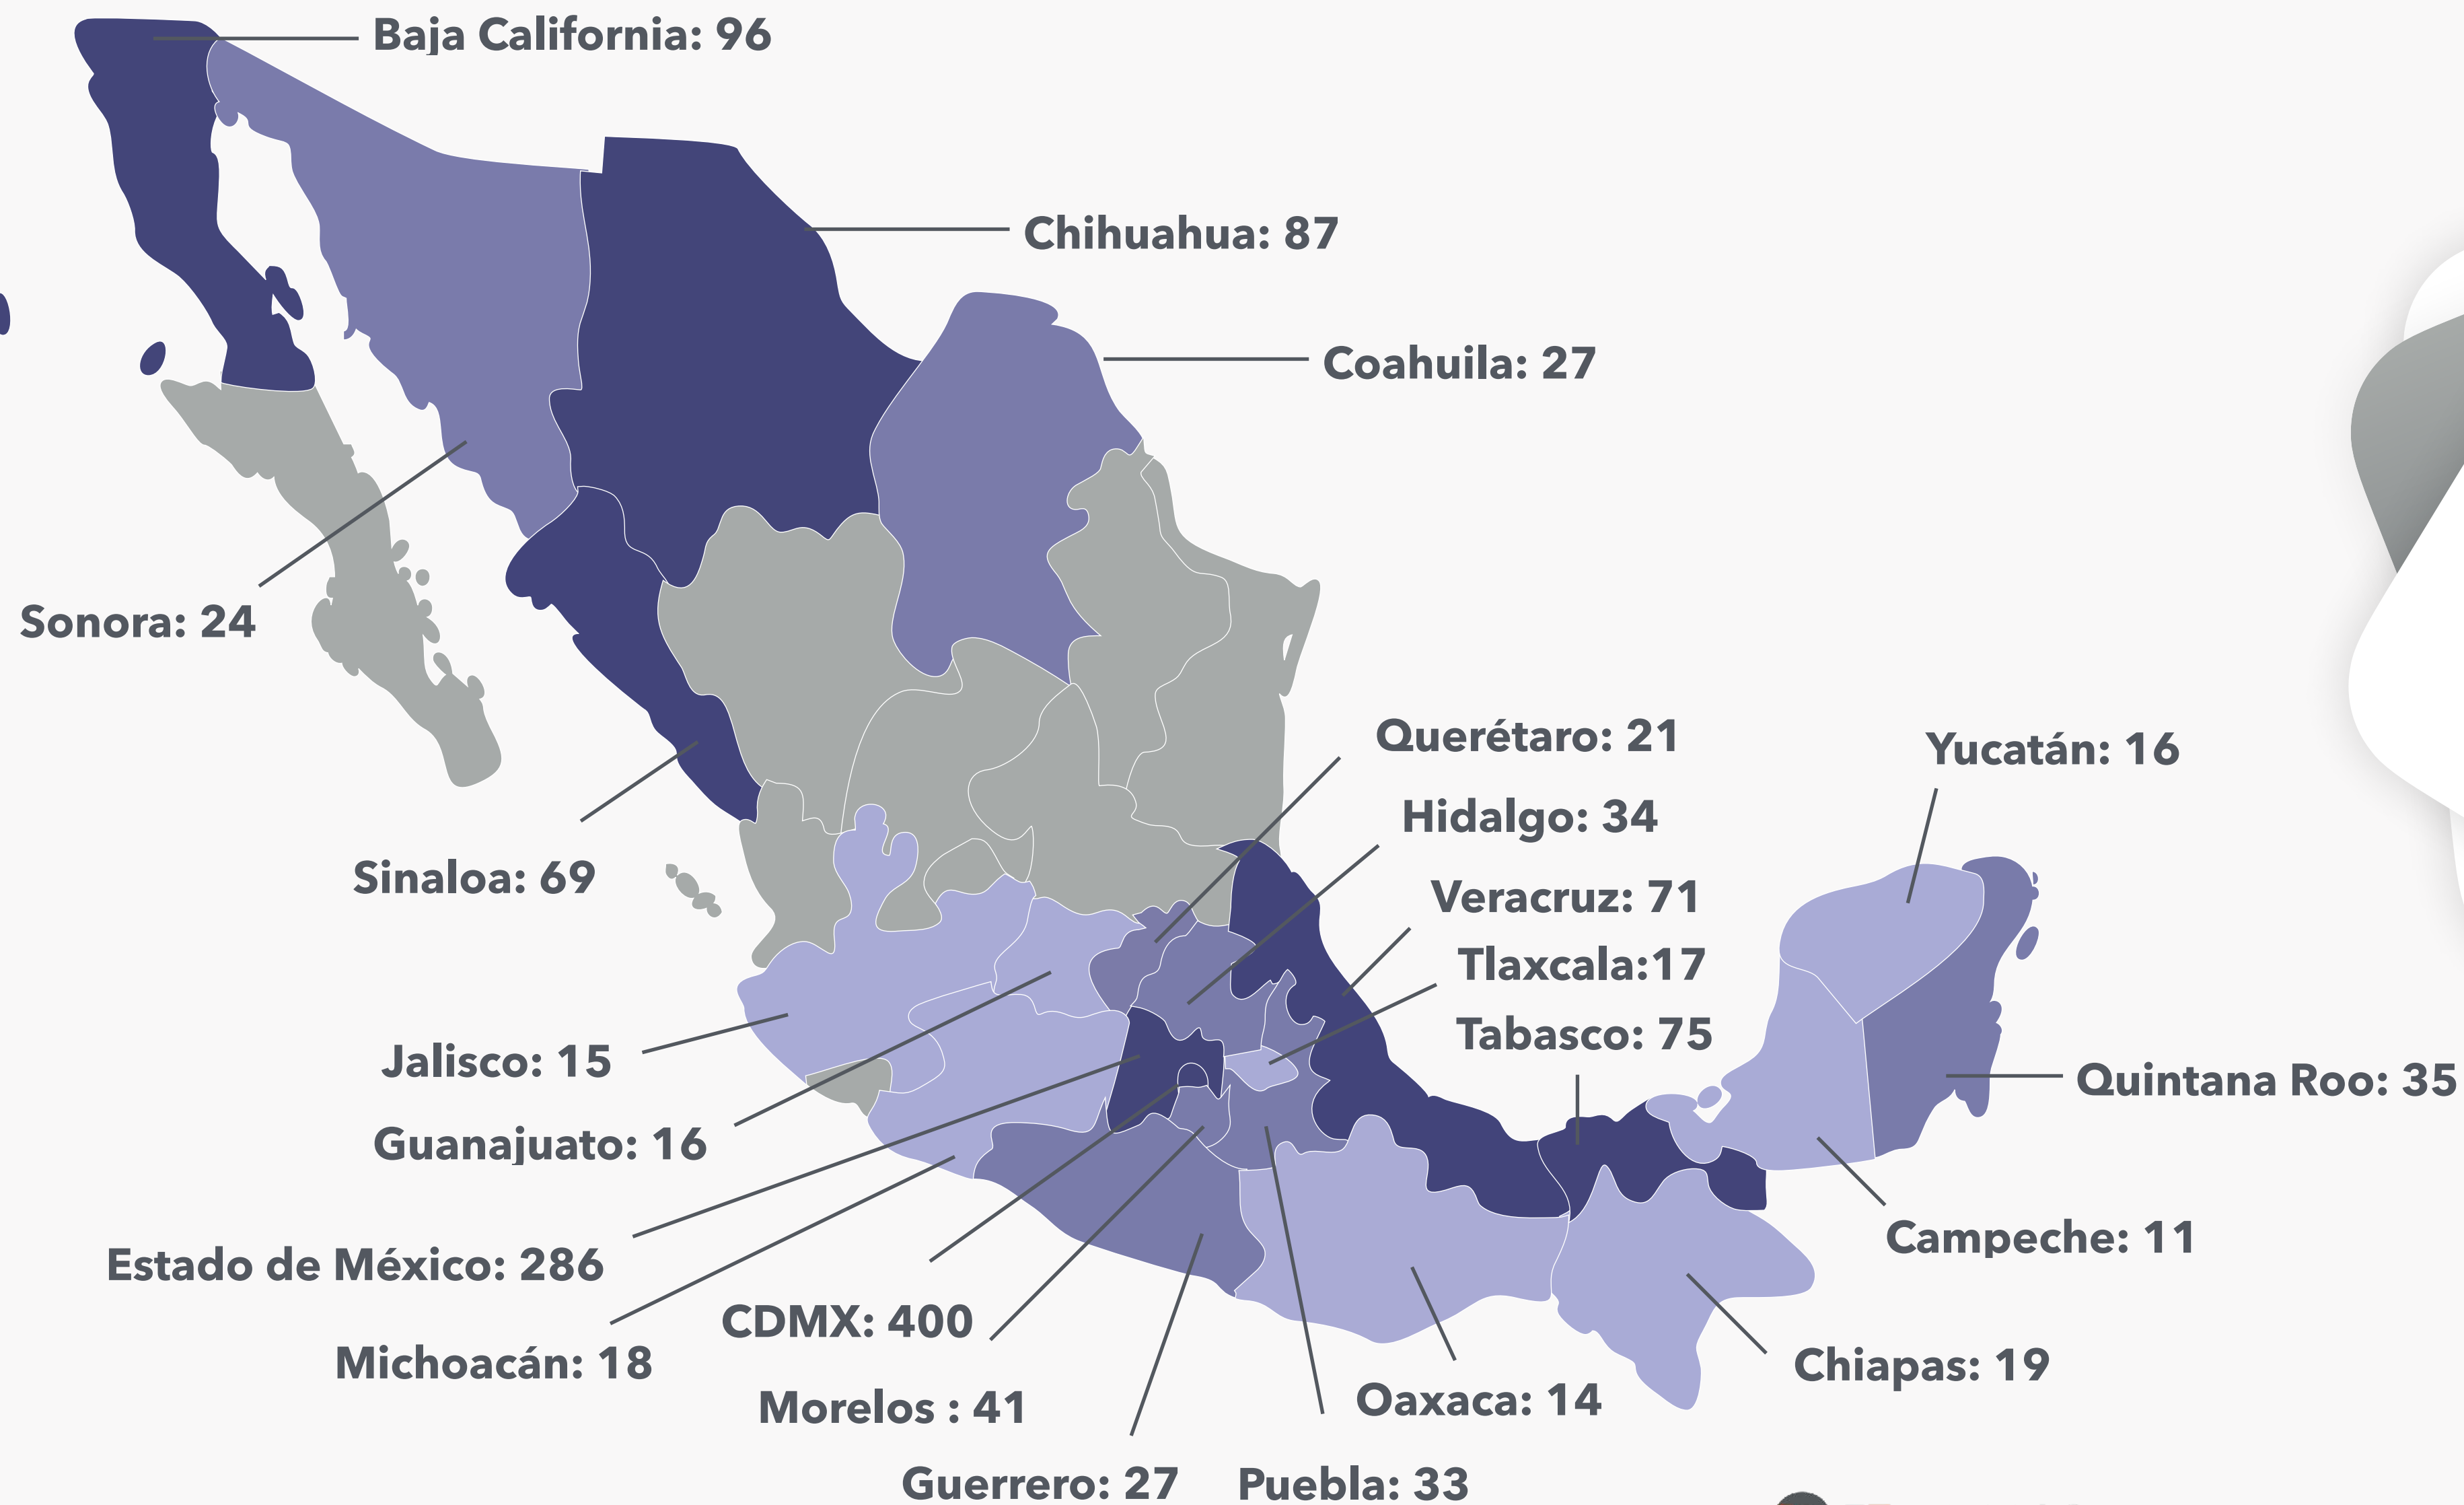 Baja California: 96
Chihuahua: 87
Coahuila: 27
Sonora: 24
Querétaro: 21
Yucatán: 16
Hidalgo: 34
Sinaloa: 69
Veracruz: 71
Tlaxcala:17
Tabasco: 75
Jalisco: 15
Quintana Roo: 35
Guanajuato: 16
Campeche: 11
Estado de México: 286
CDMX: 400
Michoacán: 18
Chiapas: 19
Oaxaca: 14
Morelos : 41
Guerrero: 27
Puebla: 33